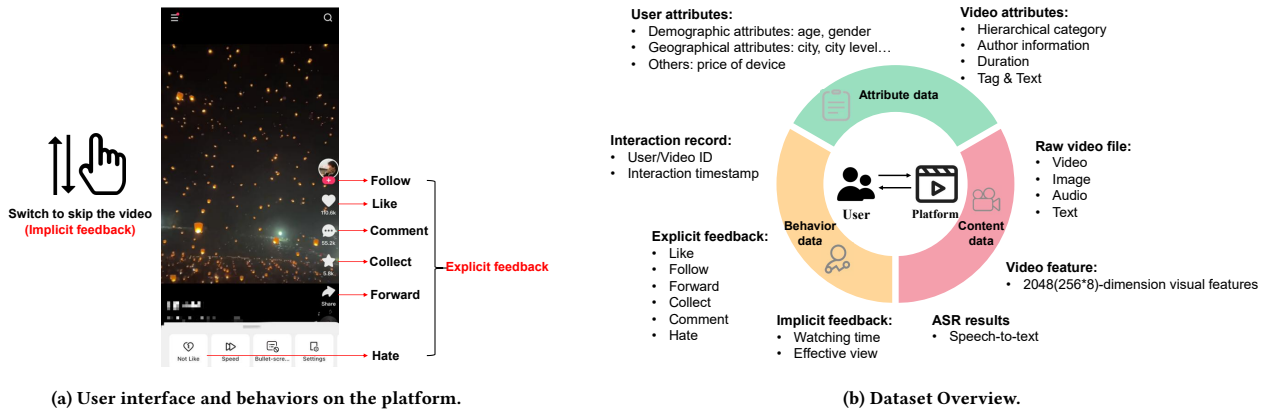 Switch to skip the video
(Implicit feedback)
110.6k
55.2k
5.8k
Share
Not Like
Speed
Bullet-scre...
Settings
Follow
Like
Comment
Collect
Forward
Hate
Explicit feedback
(a) User interface and behaviors on the platform.
User attributes:
• Demographic attributes: age, gender
• Geographical attributes: city, city level…
• Others: price of device
Video attributes:
• Hierarchical category
• Author information
• Duration
• Tag & Text
Attribute data
Interaction record:
• User/Video ID
• Interaction timestamp
User
Platform
Raw video file:
• Video
• Image
• Audio
• Text
Behavior
data
Content
data
Explicit feedback:
• Like
• Follow
• Forward
• Collect
• Comment
• Hate
Video feature:
• 2048(256*8)-dimension visual features
Implicit feedback:
• Watching time
• Effective view
ASR results
• Speech-to-text
(b) Dataset Overview.